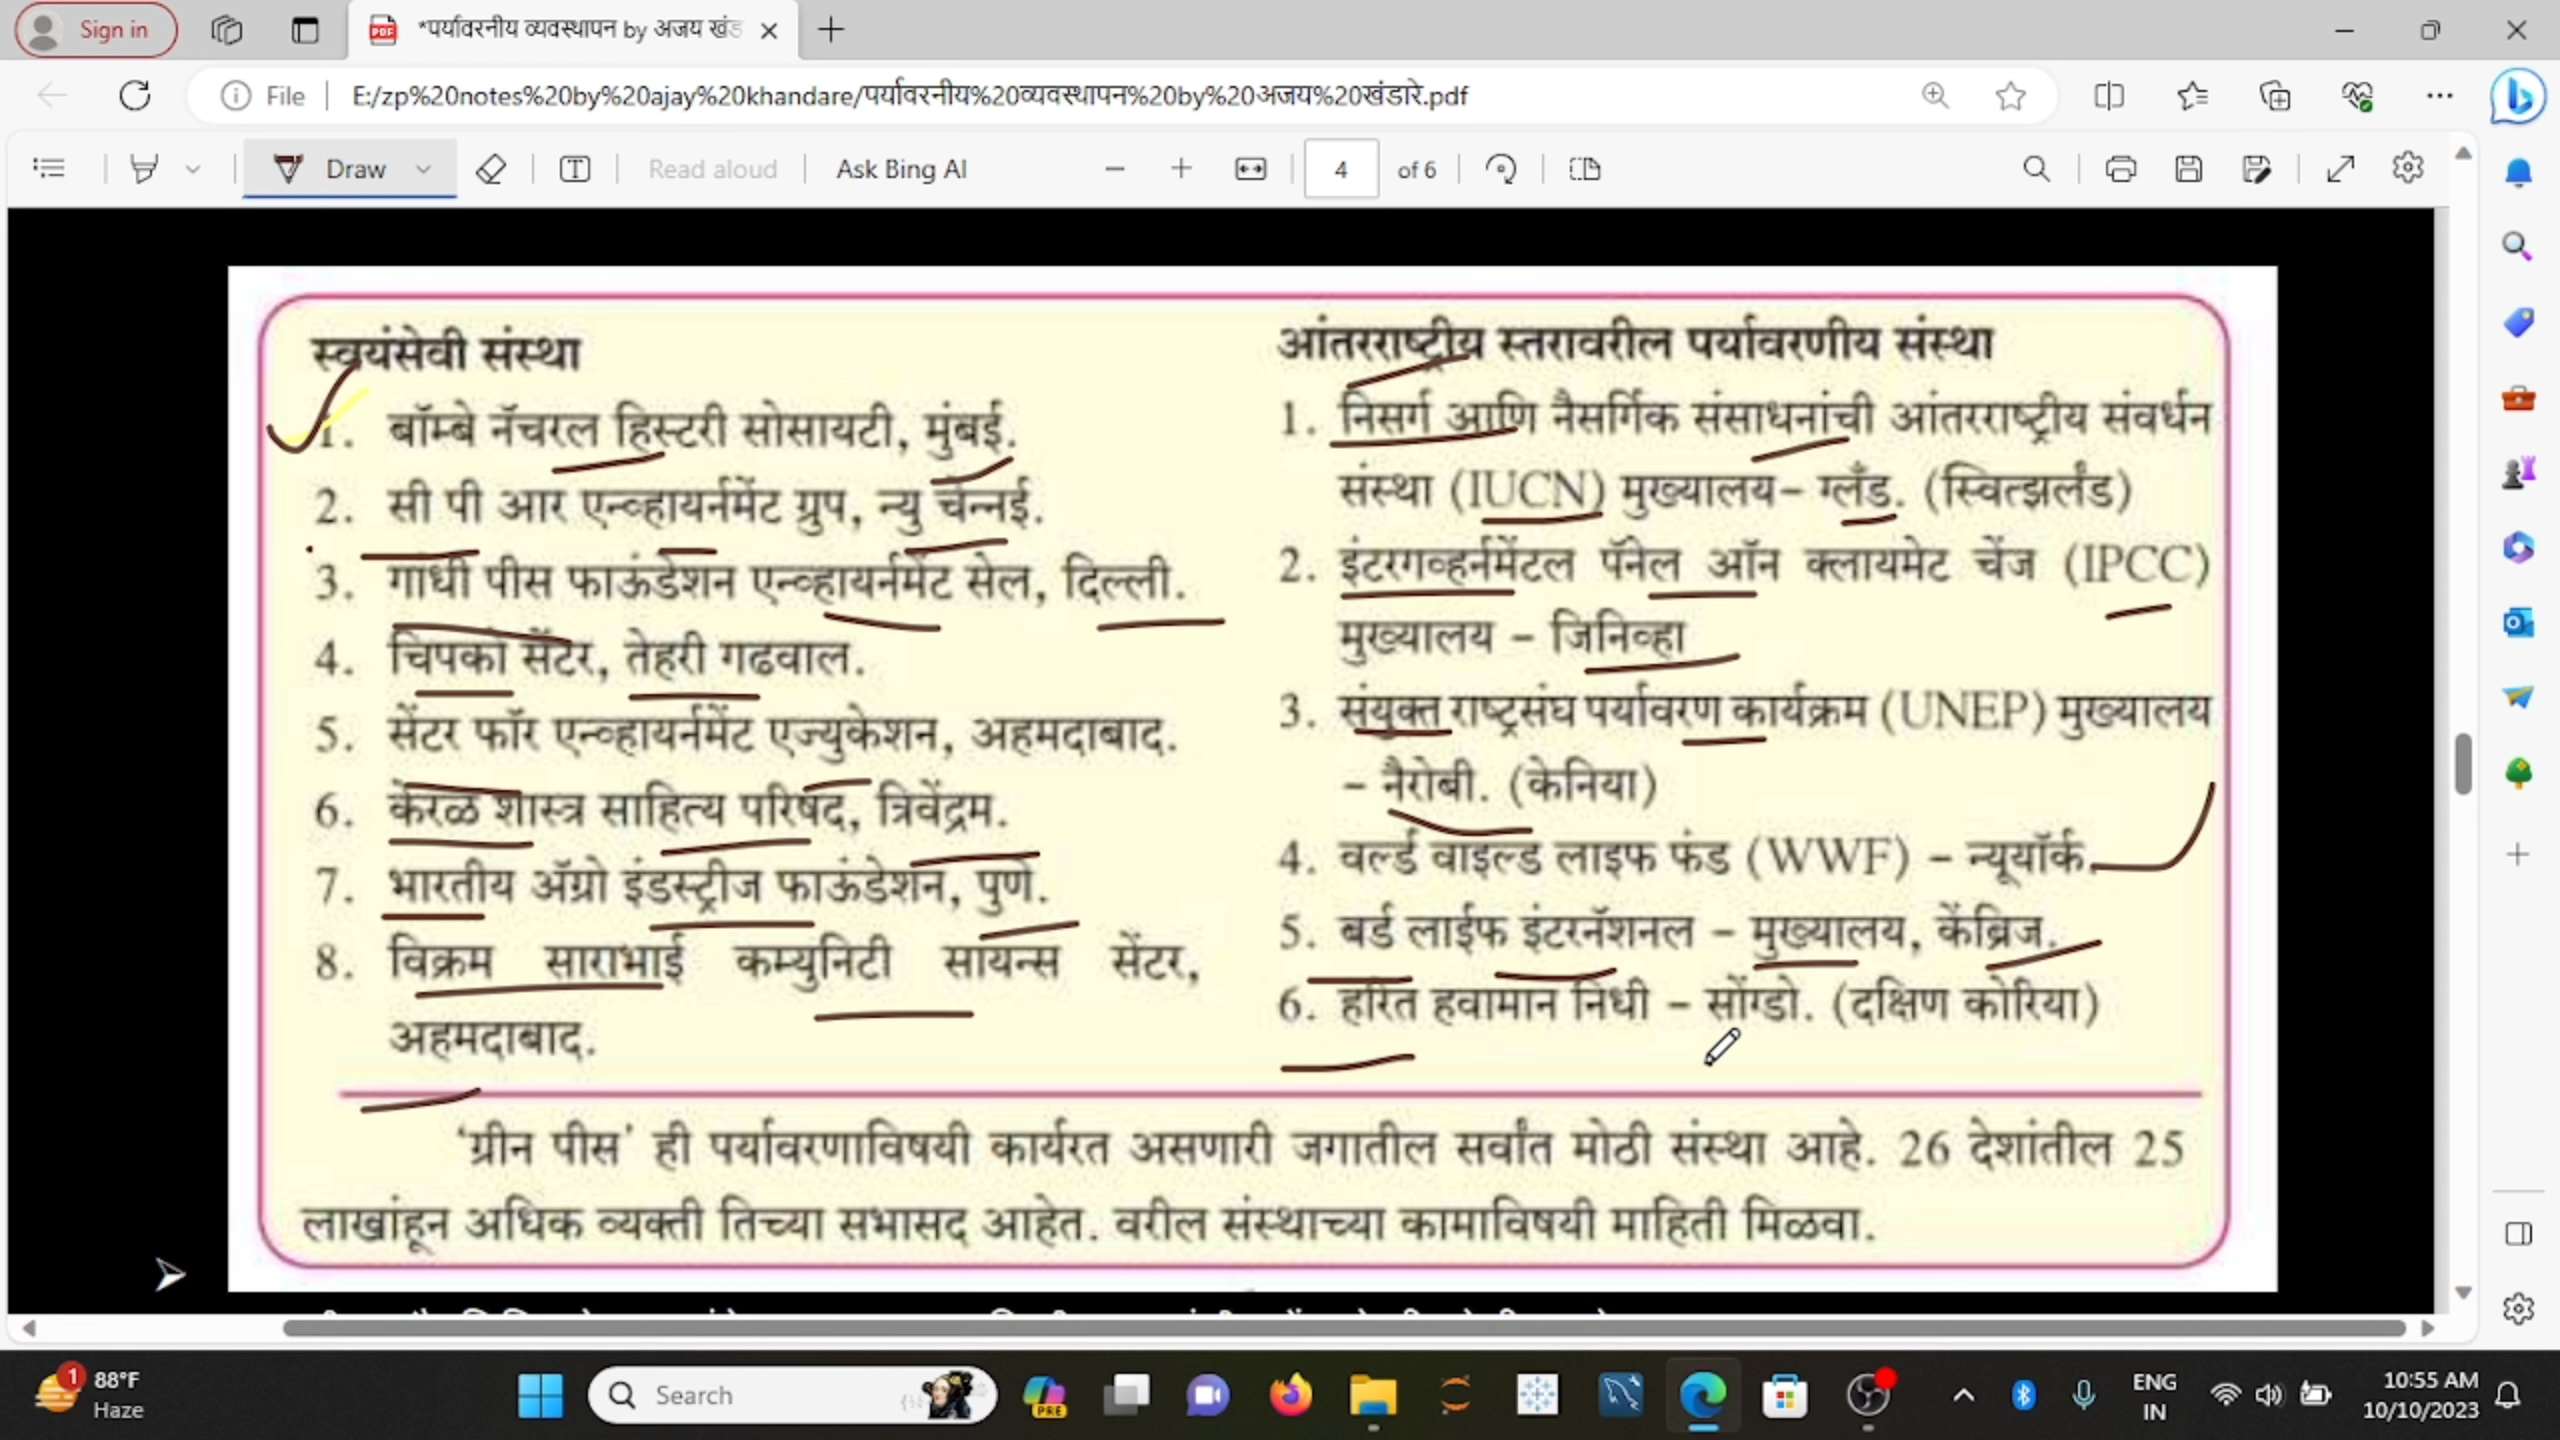 Sign in
*पर्यावरनीय व्यवस्थापन by अजय खंड
File
E:/zp%20notes%20by%20ajay%20khandare/पर्यावरनीय%20व्यवस्थापन%20by%20अजय%20खंडारे.pdf
Draw
Read aloud
Ask Bing AI
4 of 6
स्वयंसेवी संस्था
1. बॉम्बे नॅचरल हिस्टरी सोसायटी, मुंबई.
2. सी पी आर एन्व्हायर्नमेंट ग्रुप, न्यु चेन्नई.
3. गांधी पीस फाऊंडेशन एन्व्हायर्नमेंट सेल, दिल्ली.
4. चिपको सेंटर, तेहरी गढवाल.
5. सेंटर फॉर एन्व्हायर्नमेंट एज्युकेशन, अहमदाबाद.
6. केरळ शास्त्र साहित्य परिषद, त्रिवेंद्रम.
7. भारतीय ॲग्रो इंडस्ट्रीज फाऊंडेशन, पुणे.
8. विक्रम साराभाई कम्युनिटी सायन्स सेंटर,
अहमदाबाद.
आंतरराष्ट्रीय स्तरावरील पर्यावरणीय संस्था
1. निसर्ग आणि नैसर्गिक संसाधनांची आंतरराष्ट्रीय संवर्धन
संस्था (IUCN) मुख्यालय– ग्लँड. (स्वित्झर्लंड)
2. इंटरगव्हर्नमेंटल पॅनेल ऑन क्लायमेट चेंज (IPCC)
मुख्यालय – जिनिव्हा
3. संयुक्त राष्ट्रसंघ पर्यावरण कार्यक्रम (UNEP) मुख्यालय
– नैरोबी. (केनिया)
4. वर्ल्ड वाइल्ड लाइफ फंड (WWF) – न्यूयॉर्क.
5. बर्ड लाईफ इंटरनॅशनल – मुख्यालय, केंब्रिज.
6. हरित हवामान निधी – सोंग्डो. (दक्षिण कोरिया)
'ग्रीन पीस' ही पर्यावरणाविषयी कार्यरत असणारी जगातील सर्वांत मोठी संस्था आहे. 26 देशांतील 25
लाखांहून अधिक व्यक्ती तिच्या सभासद आहेत. वरील संस्थाच्या कामाविषयी माहिती मिळवा.
1
88°F
Haze
Search
PRE
ENG
IN
10:55 AM
10/10/2023